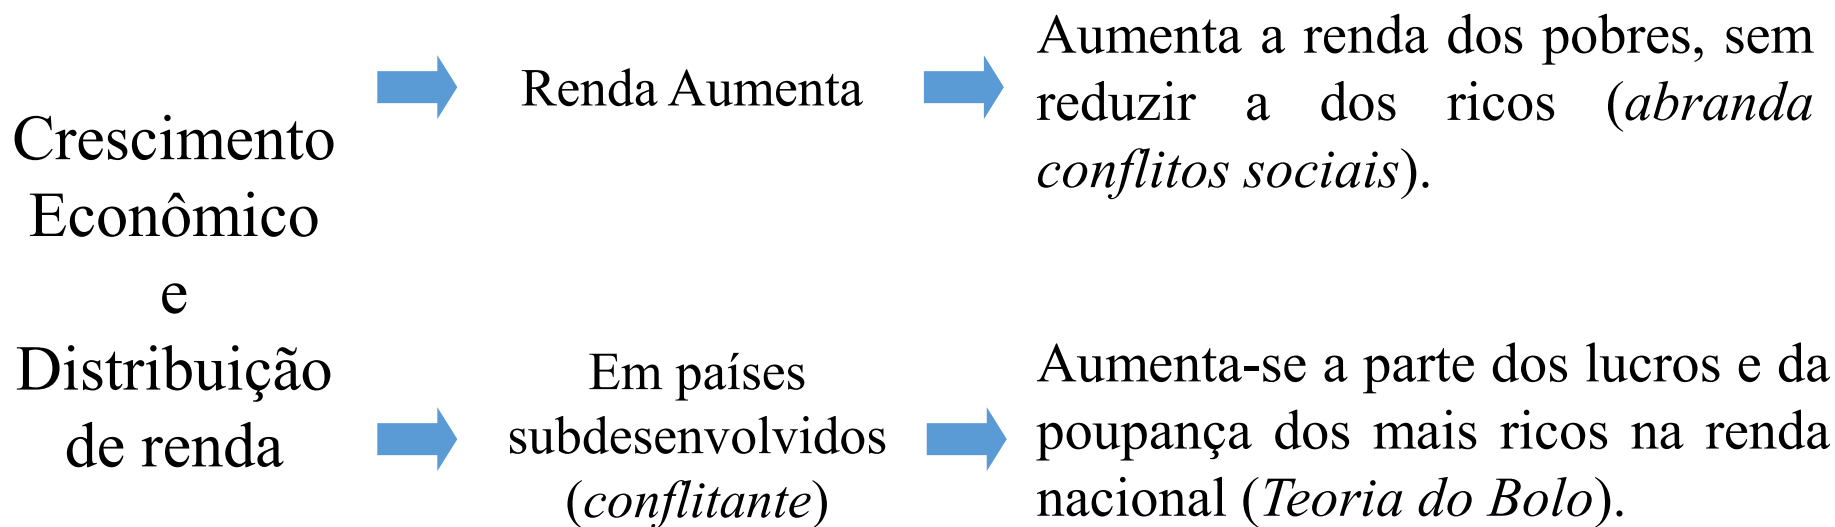 Crescimento
Econômico
e
Distribuição
de renda
Renda Aumenta
Aumenta a renda dos pobres, sem
reduzir a dos ricos (abranda
conflitos sociais).
Em países
subdesenvolvidos
(conflitante)
Aumenta-se a parte dos lucros e da
poupança dos mais ricos na renda
nacional (Teoria do Bolo).